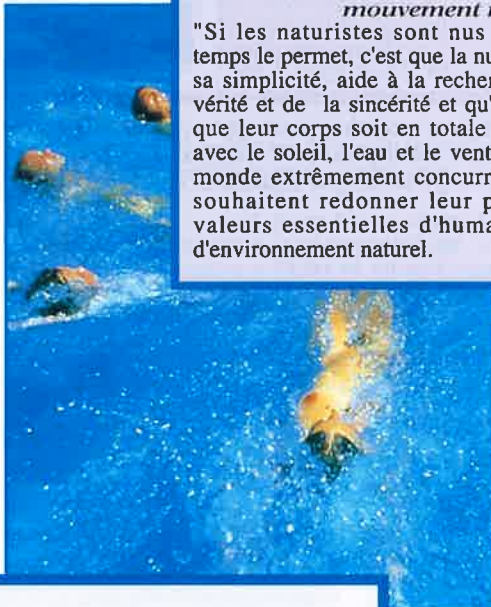 mouvement
"Si les naturistes sont nus
temps le permet, c'est que la
sa simplicité, aide à la
vérité et de la sincérité et
que leur corps soit en totale
avec le soleil, l'eau et le vent
monde extrêmement
souhaitent redonner leur
valeurs essentielles
d'environnement naturel.